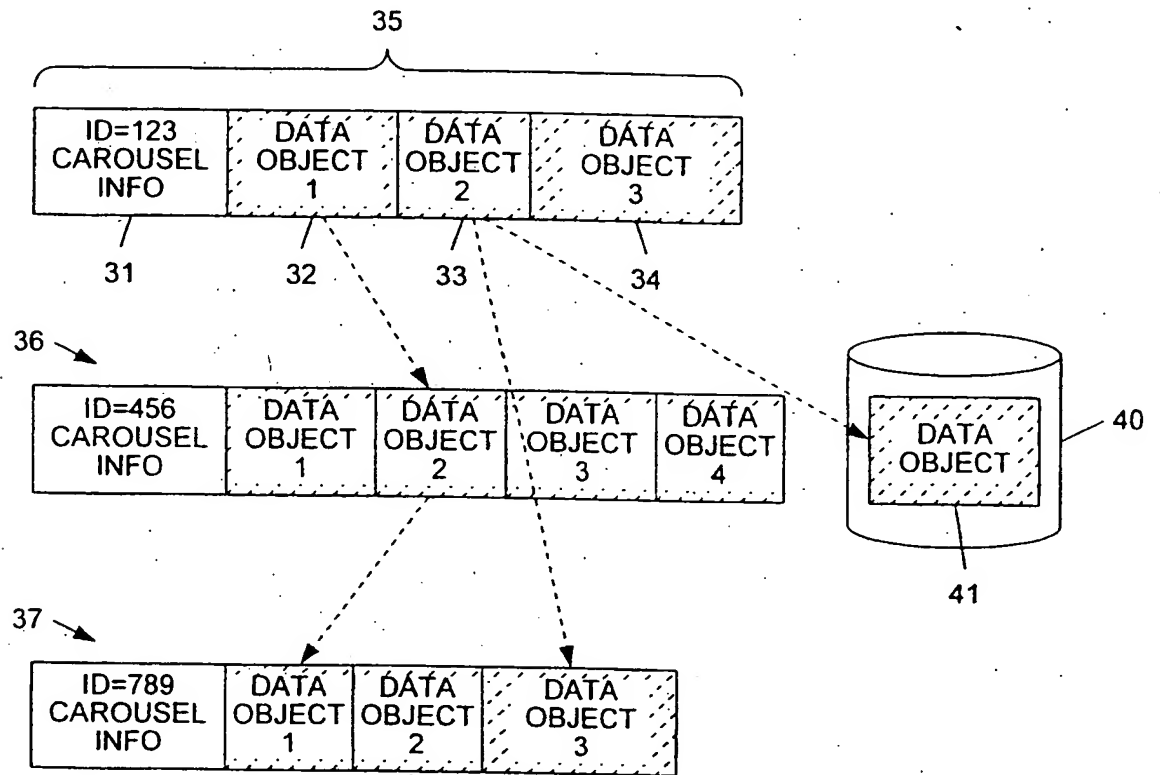 35
ID=123
CAROUSEL
INFO
DATA
OBJECT
1
DATA
OBJECT
2
DATA
OBJECT
3
31
32
33
34
36
ID=456
CAROUSEL
INFO
DATA
OBJECT
1
DATA
OBJECT
2
DATA
OBJECT
3
DATA
OBJECT
4
DATA
OBJECT
40
41
37
ID=789
CAROUSEL
INFO
DATA
OBJECT
1
DATA
OBJECT
2
DATA
OBJECT
3